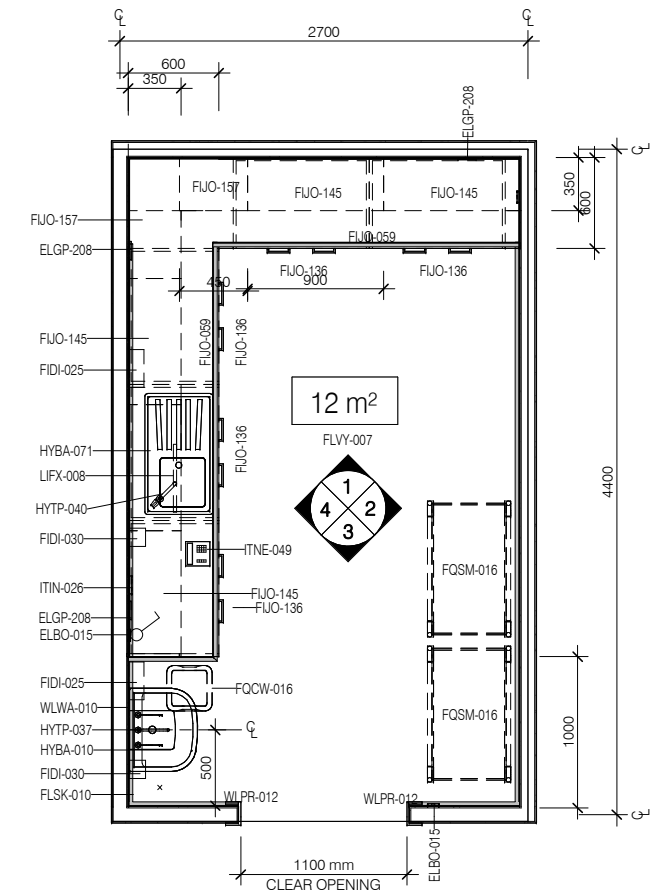 ℄
℄
2700
600
350
ELGP-208
℄
FIJO-157
FIJO-145
FIJO-145
350
600
FIJO-157
FIJO-059
ELGP-208
FIJO-136
FIJO-136
450
900
FIJO-145
FIJO-059
FIJO-136
FIDI-025
12 m²
FLVY-007
HYBA-071
FIJO-136
LIFX-008
1
4 2
3
4400
HYTP-040
FIDI-030
ITNE-049
FQSM-016
ITIN-026
FIJO-145
FIJO-136
ELGP-208
ELBO-015
FIDI-025
FQCW-016
WLWA-010
FQSM-016
HYTP-037
℄
1000
HYBA-010
500
FIDI-030
FLSK-010
WLPR-012
WLPR-012
℄
ELBO-015
1100 mm
CLEAR OPENING